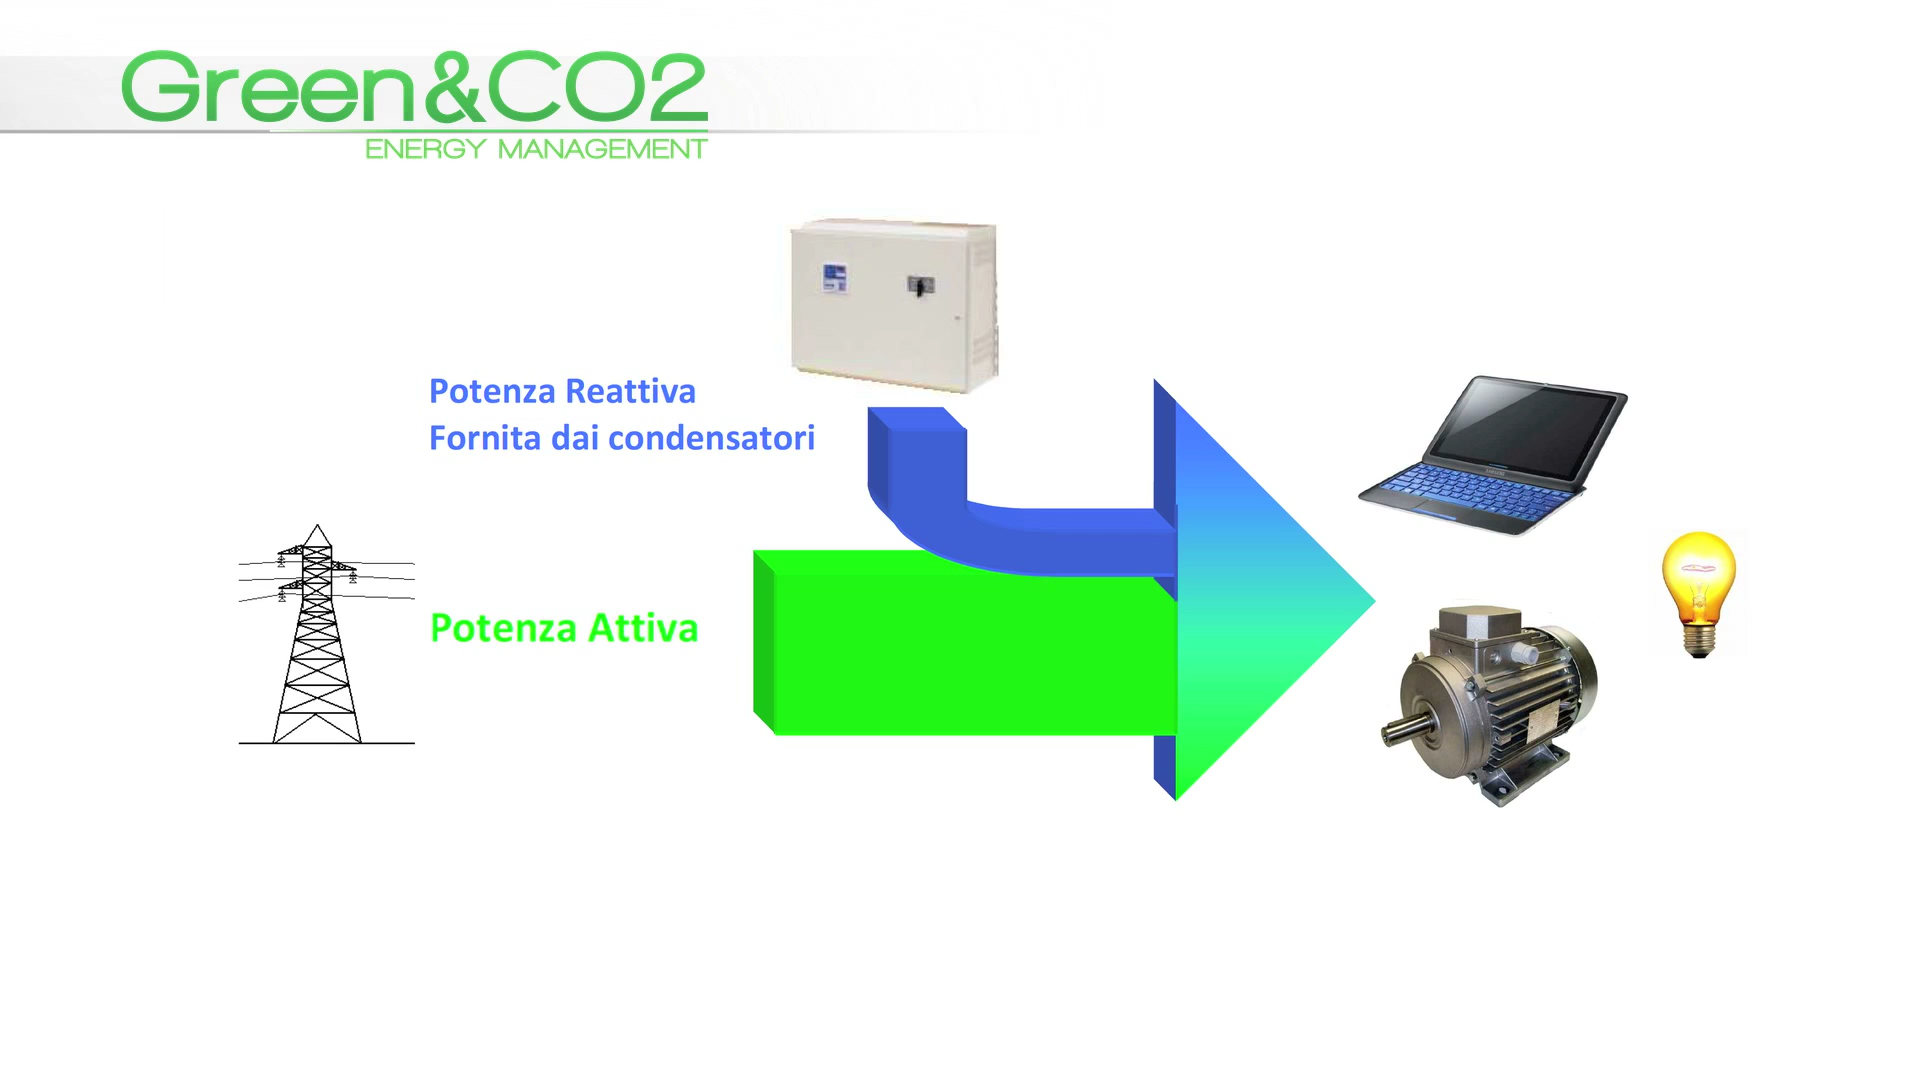 Green&CO2
ENERGY MANAGEMENT
Potenza Reattiva
Fornita dai condensatori
Potenza Attiva